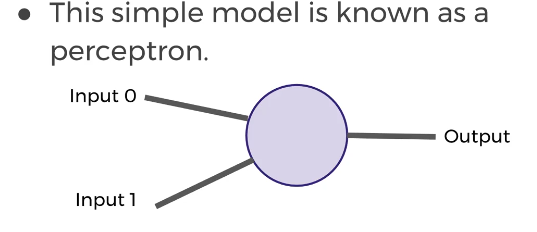 ● This simple model is known as a
perceptron.
Input 0
Output
Input 1